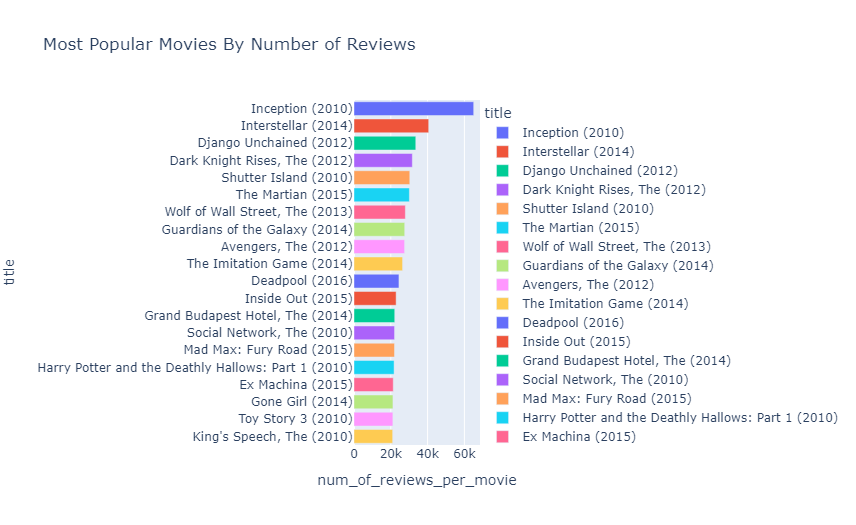 Most Popular Movies By Number of Reviews
title
Inception (2010)
Interstellar (2014)
Django Unchained (2012)
Dark Knight Rises, The (2012)
Shutter Island (2010)
The Martian (2015)
Wolf of Wall Street, The (2013)
Guardians of the Galaxy (2014)
Avengers, The (2012)
The Imitation Game (2014)
Deadpool (2016)
Inside Out (2015)
Grand Budapest Hotel, The (2014)
Social Network, The (2010)
Mad Max: Fury Road (2015)
Harry Potter and the Deathly Hallows: Part 1 (2010)
Ex Machina (2015)
Gone Girl (2014)
Toy Story 3 (2010)
King's Speech, The (2010)
0 20k 40k 60k
num_of_reviews_per_movie
title
Inception (2010)
Interstellar (2014)
Django Unchained (2012)
Dark Knight Rises, The (2012)
Shutter Island (2010)
The Martian (2015)
Wolf of Wall Street, The (2013)
Guardians of the Galaxy (2014)
Avengers, The (2012)
The Imitation Game (2014)
Deadpool (2016)
Inside Out (2015)
Grand Budapest Hotel, The (2014)
Social Network, The (2010)
Mad Max: Fury Road (2015)
Harry Potter and the Deathly Hallows: Part 1 (2010)
Ex Machina (2015)